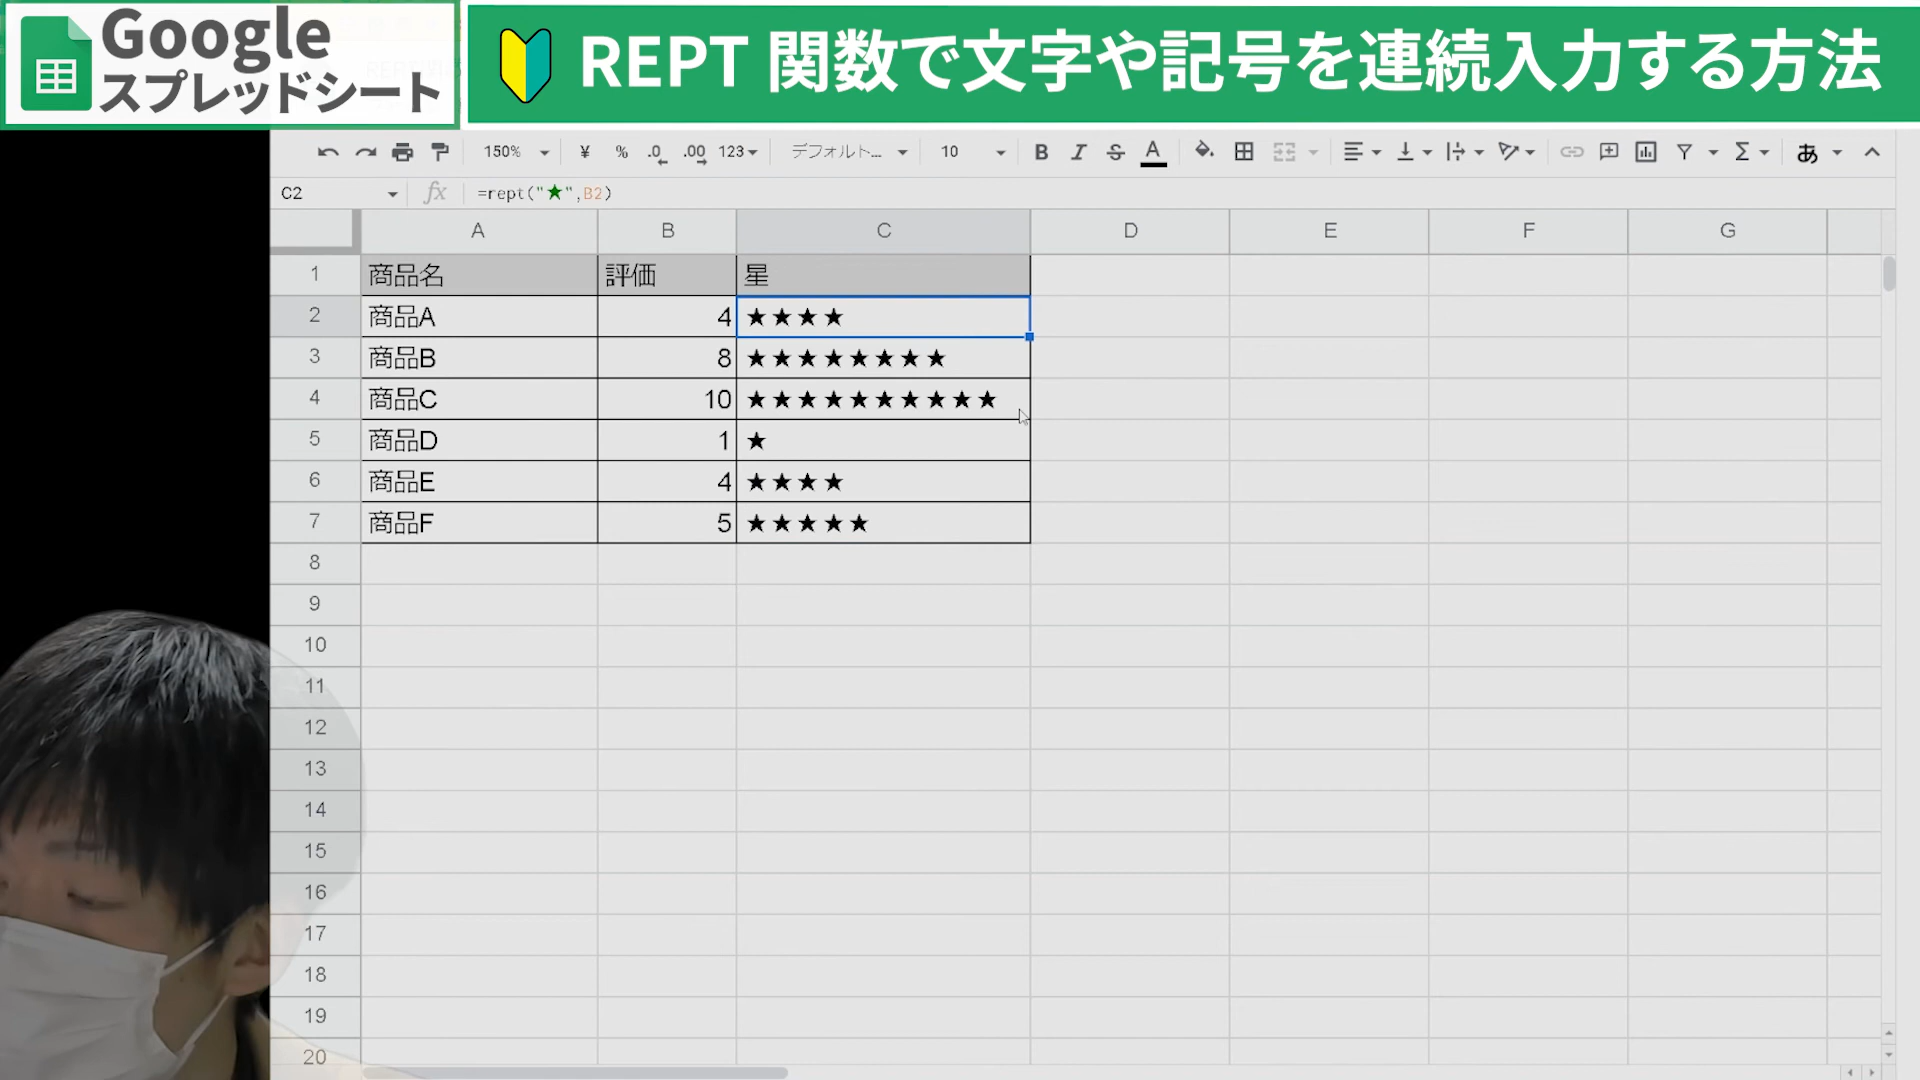 Google
スプレッドシート
REPT 関数で文字や記号を連続入力する方法
150% ¥ % .0 .00 123 デフォルト... 10 B I S A Σ あ
C2 fx =rept("★",B2)
A B C D E F G
1 商品名 評価 星
2 商品A 4 ★★★★
3 商品B 8 ★★★★★★★★
4 商品C 10 ★★★★★★★★★★
5 商品D 1 ★
6 商品E 4 ★★★★
7 商品F 5 ★★★★★
8
9
10
11
12
13
14
15
16
17
18
19
20